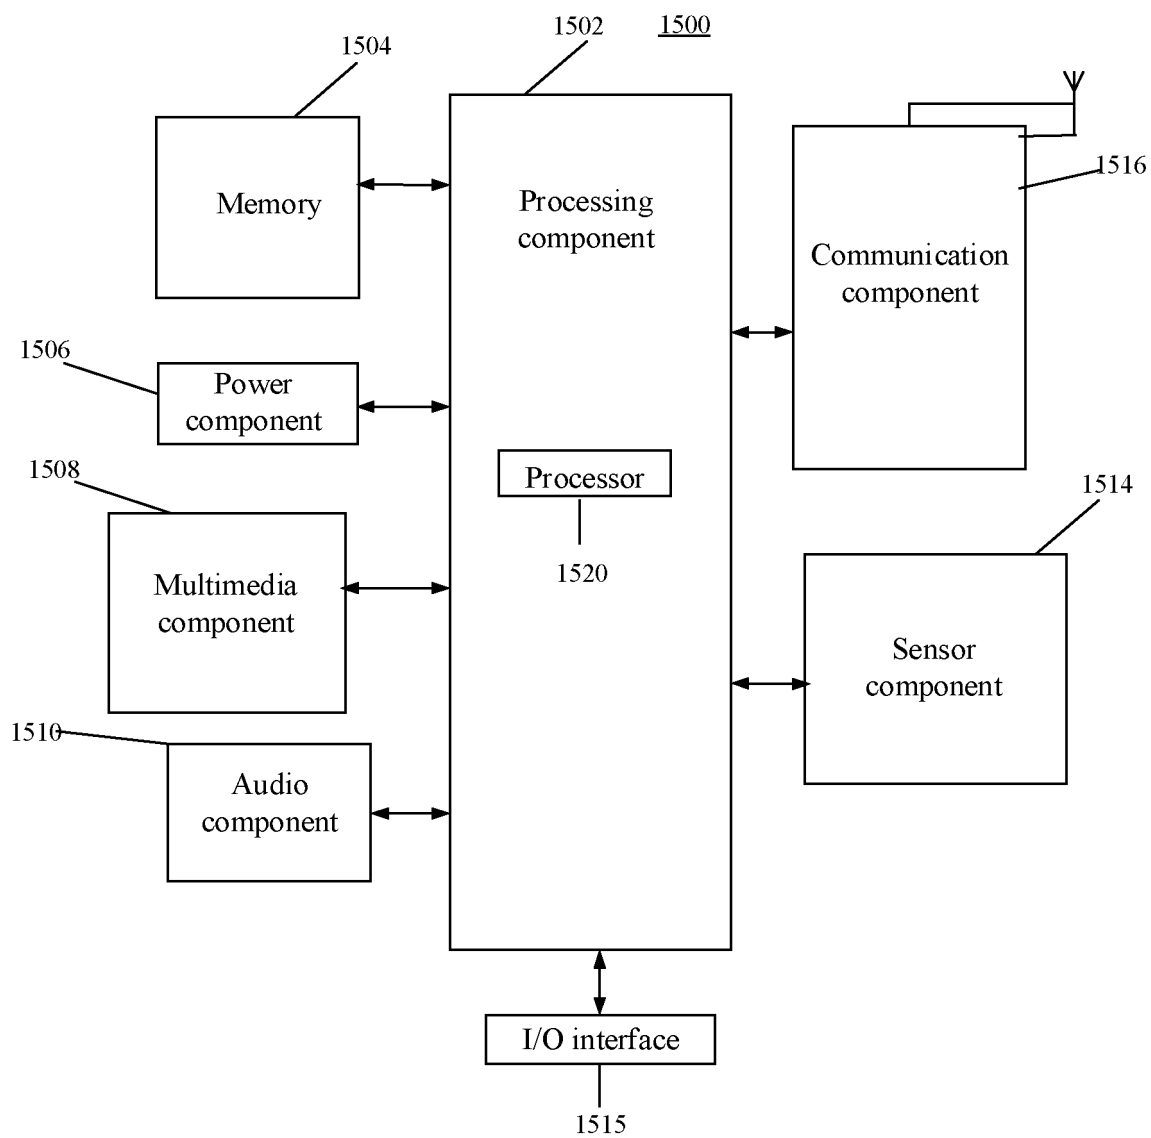 1502
1500
1504
1516
Memory
Processing
component
Communication
component
1506
Power
component
1508
Processor
1514
1520
Multimedia
component
Sensor
component
1510
Audio
component
I/O interface
1515